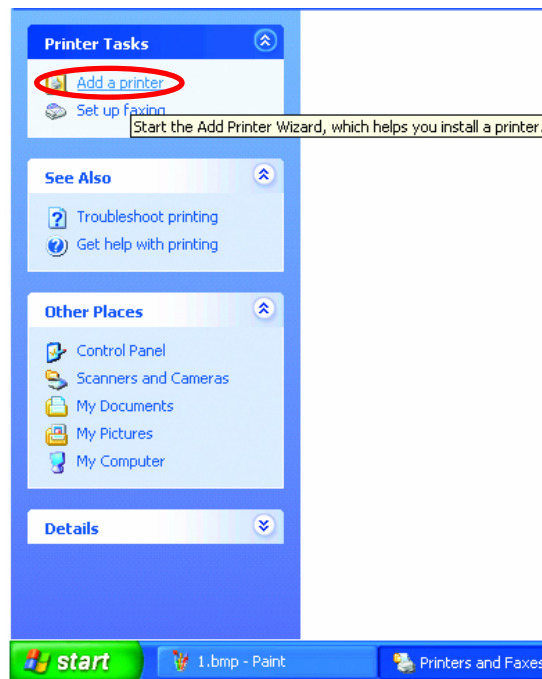 Printer Tasks
Add a printer
Set up faxing
Start the Add Printer Wizard, which helps you install a printer.
See Also
Troubleshoot printing
Get help with printing
Other Places
Control Panel
Scanners and Cameras
My Documents
My Pictures
My Computer
Details
start
1.bmp - Paint
Printers and Faxes